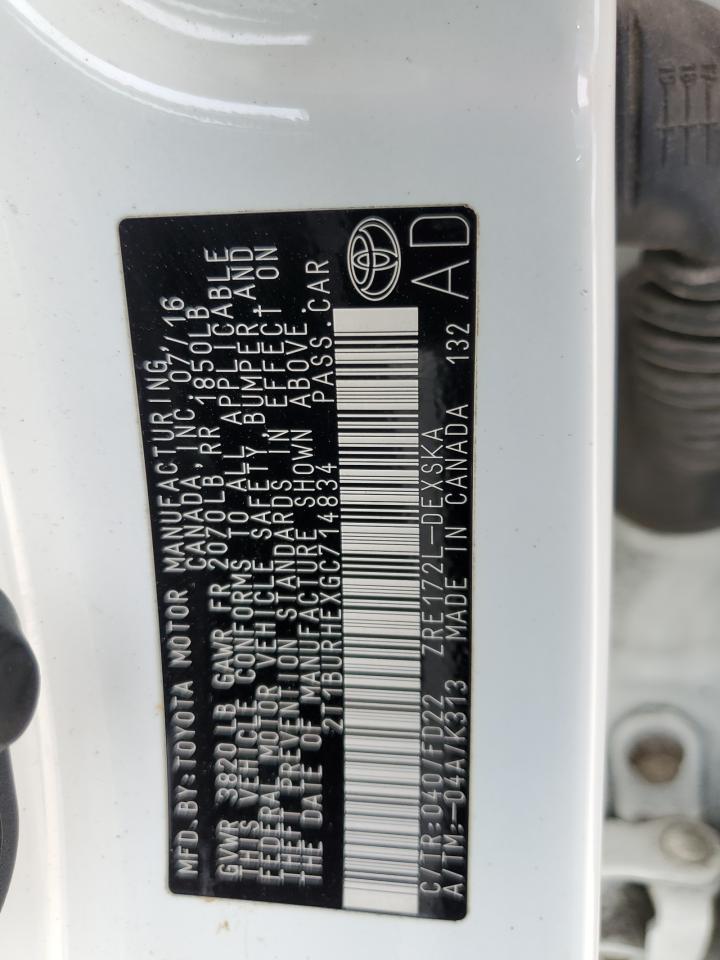 MFD.BY:TOYOTA MOTOR MANUFACTURING,
CANADA,INC.07/16
GVWR 3820LB GAWR FR 2070LB RR 1850LB
THIS VEHICLE CONFORMS TO ALL APPLICABLE
FEDERAL MOTOR VEHICLE SAFETY,BUMPER,AND
THEFT PREVENTION STANDARDS IN EFFECT ON
THE DATE OF MANUFACTURE SHOWN ABOVE.
2T1BURHEXGC714834 PASS.CAR
C/TR:040/FD22 ZRE172L-DEXSKA
A/TM:-04A/K313 MADE IN CANADA 132
AD